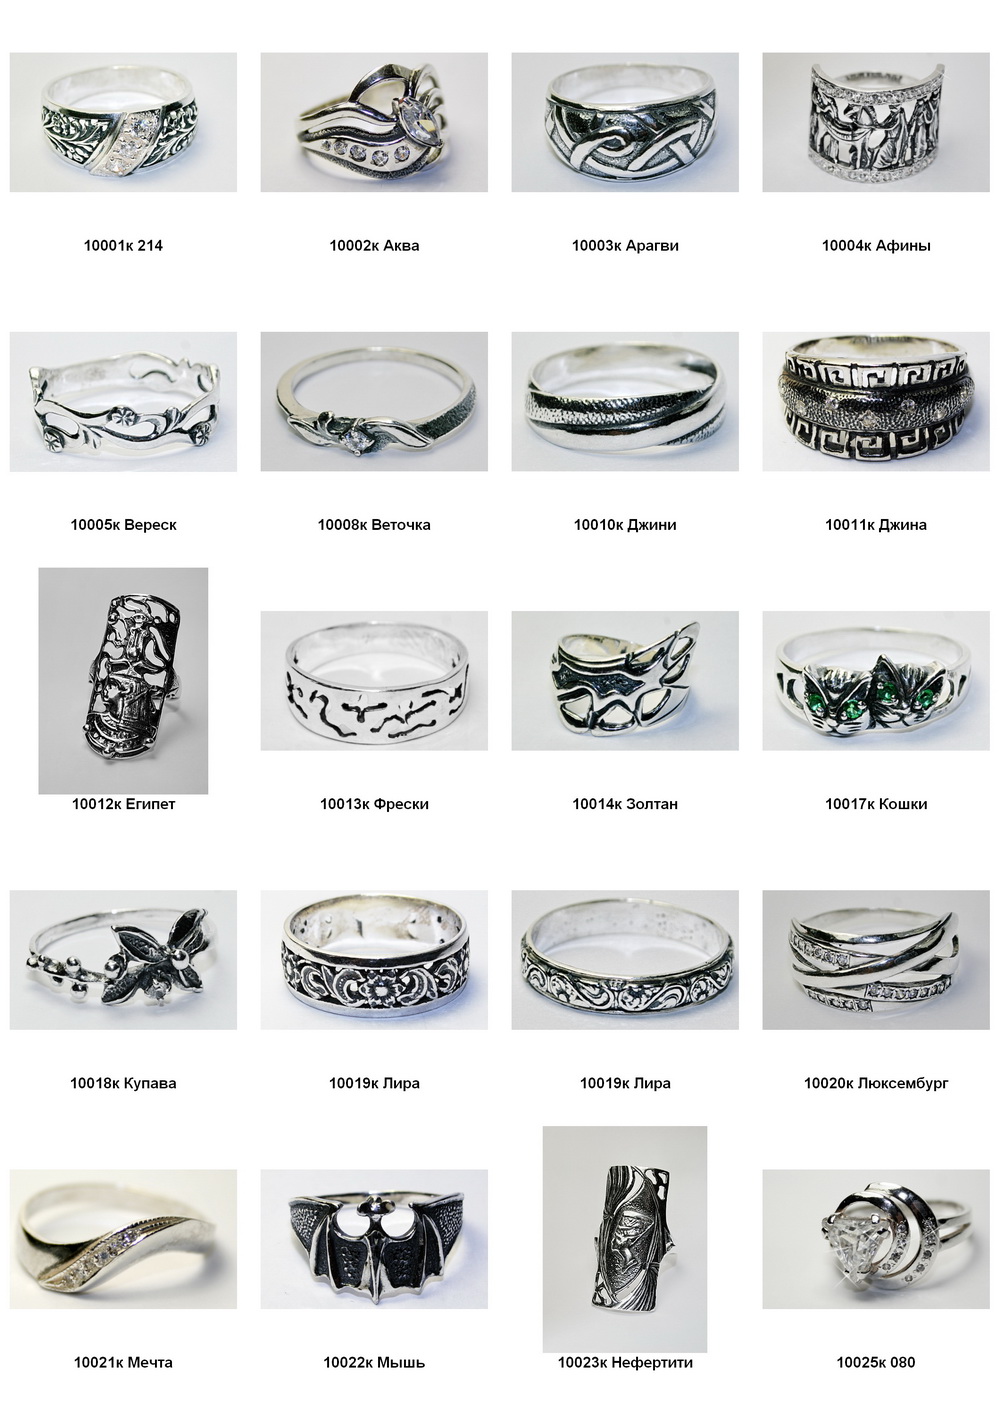 10001к 214
10002к Аква
10003к Арагви
10004к Афины
10005к Вереск
10008к Веточка
10010к Джини
10011к Джина
10012к Египет
10013к Фрески
10014к Золтан
10017к Кошки
10018к Купава
10019к Лира
10019к Лира
10020к Люксембург
10021к Мечта
10022к Мышь
10023к Нефертити
10025к 080